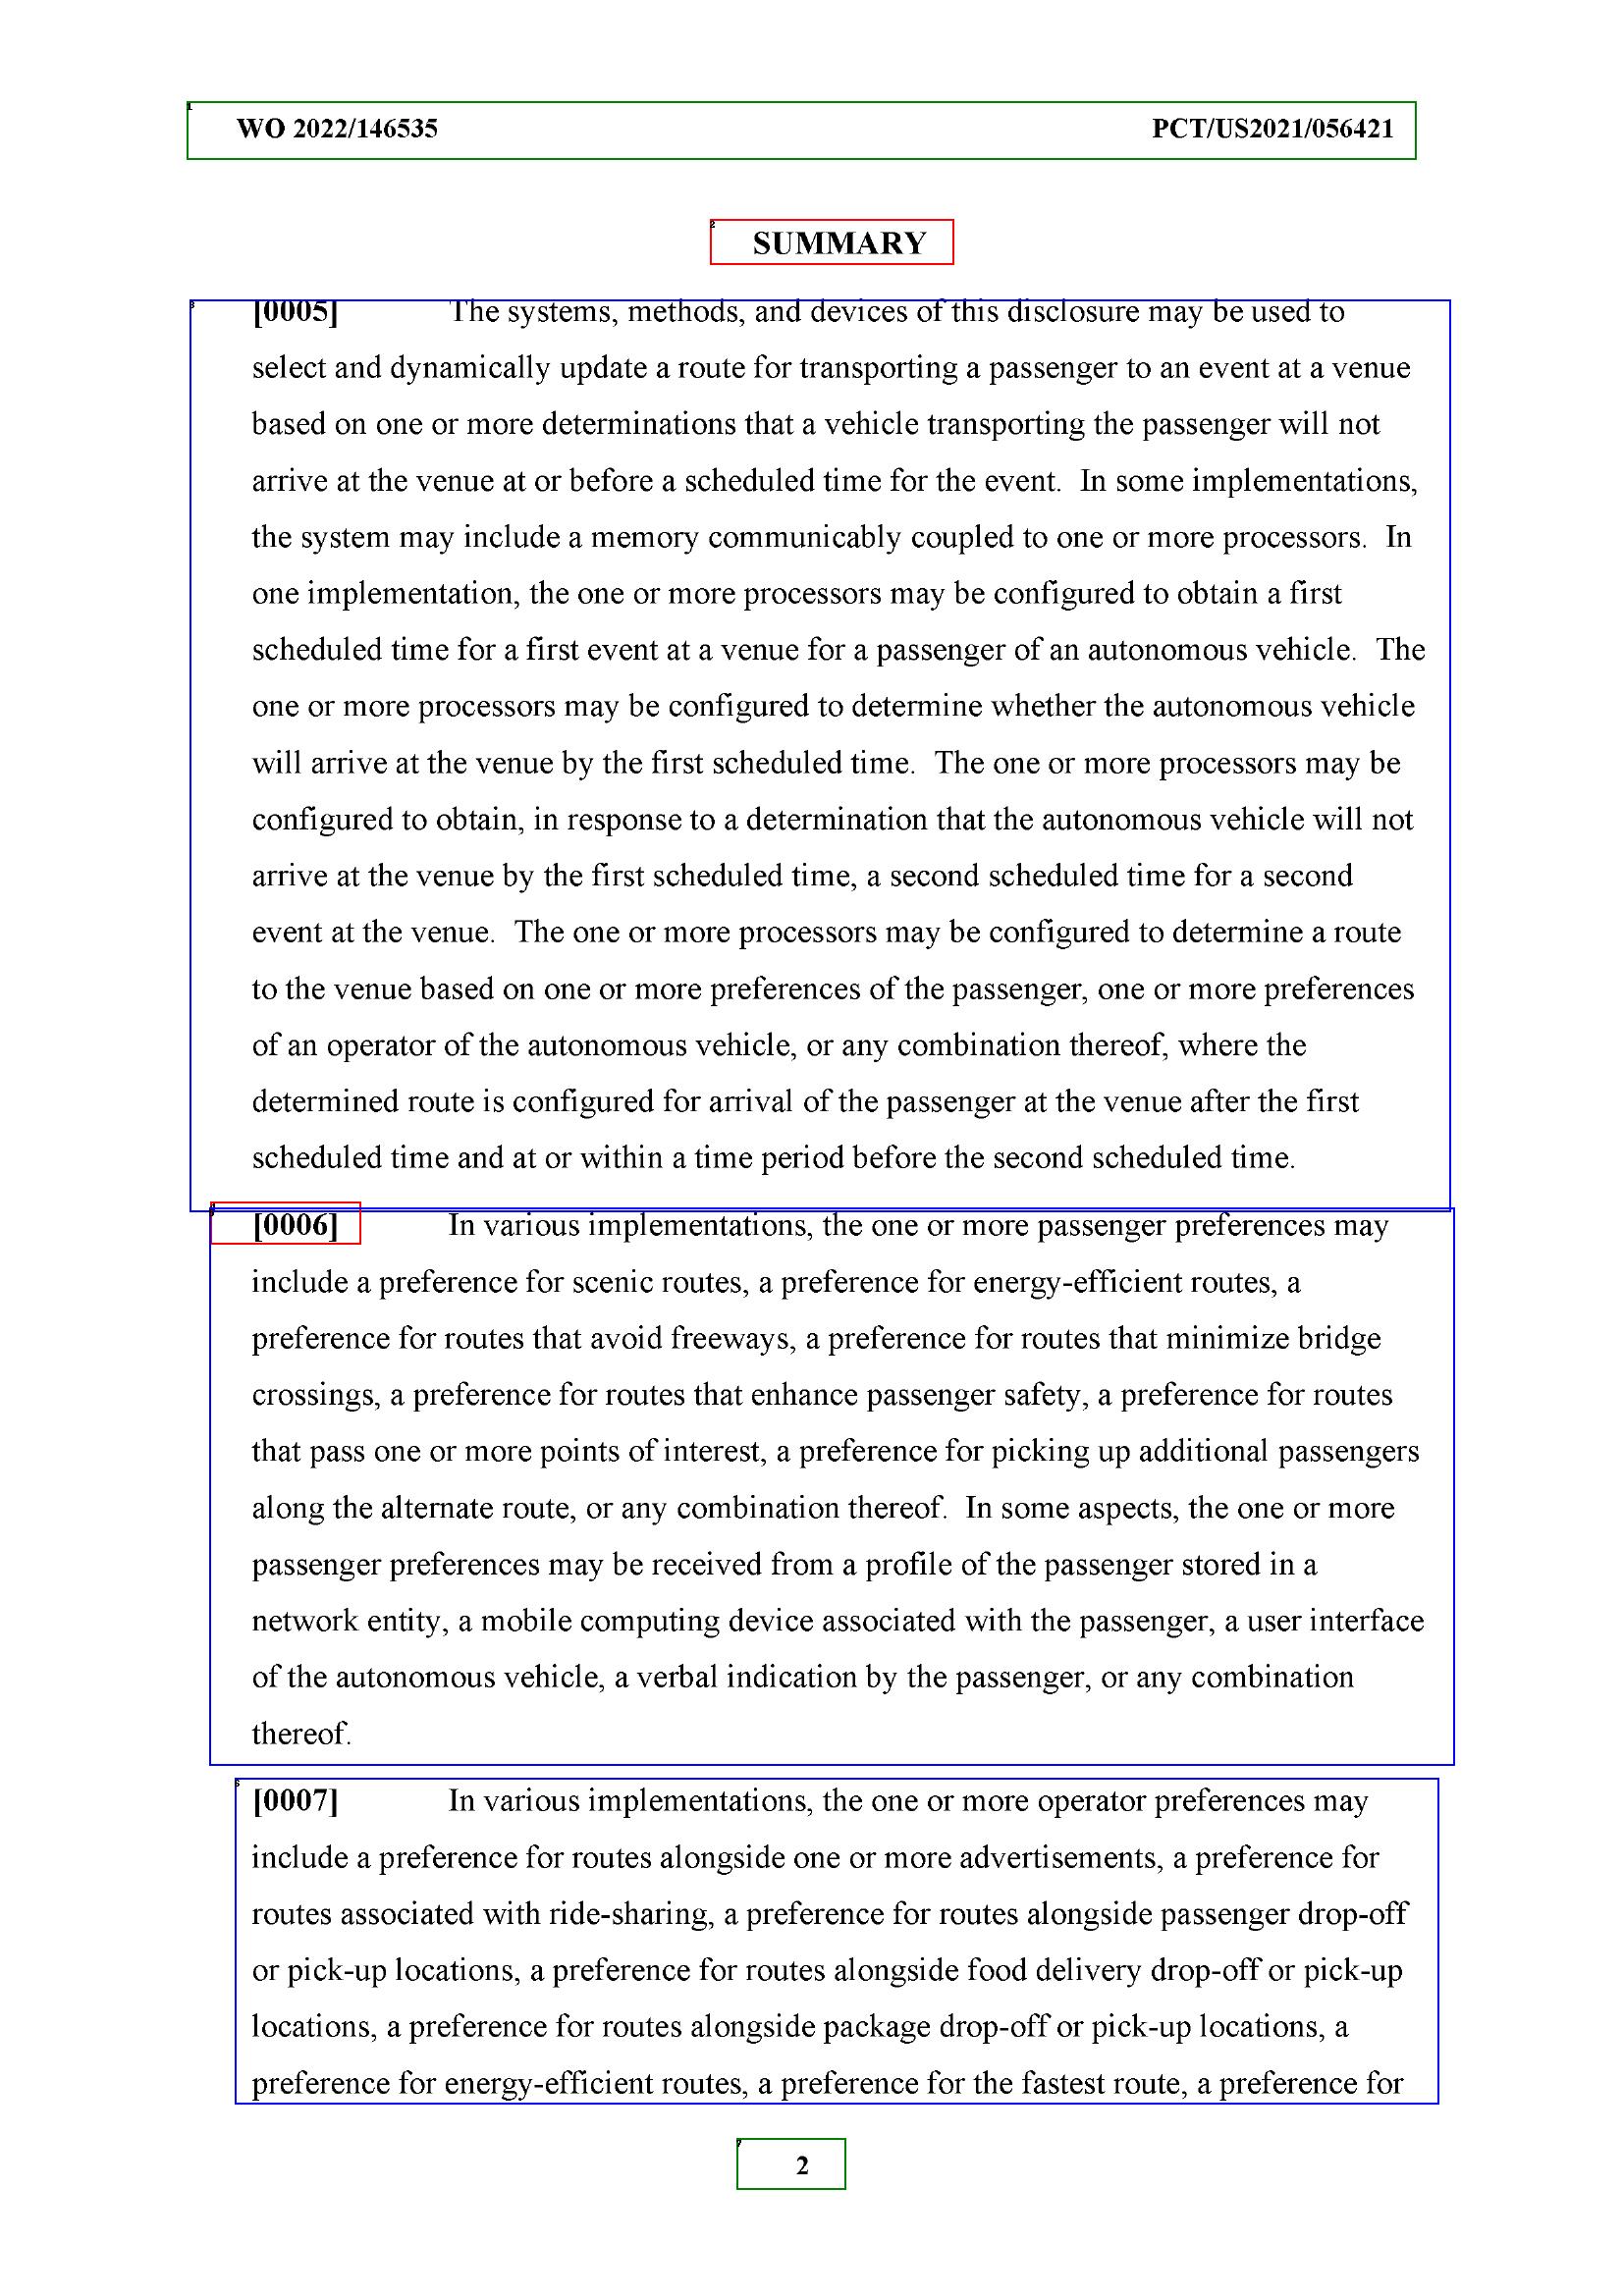 WO 2022/146535 PCT/US2021/056421
SUMMARY
[0005] The systems, methods, and devices of this disclosure may be used to
select and dynamically update a route for transporting a passenger to an event at a venue
based on one or more determinations that a vehicle transporting the passenger will not
arrive at the venue at or before a scheduled time for the event. In some implementations,
the system may include a memory communicably coupled to one or more processors. In
one implementation, the one or more processors may be configured to obtain a first
scheduled time for a first event at a venue for a passenger of an autonomous vehicle. The
one or more processors may be configured to determine whether the autonomous vehicle
will arrive at the venue by the first scheduled time. The one or more processors may be
configured to obtain, in response to a determination that the autonomous vehicle will not
arrive at the venue by the first scheduled time, a second scheduled time for a second
event at the venue. The one or more processors may be configured to determine a route
to the venue based on one or more preferences of the passenger, one or more preferences
of an operator of the autonomous vehicle, or any combination thereof, where the
determined route is configured for arrival of the passenger at the venue after the first
scheduled time and at or within a time period before the second scheduled time.
[0006] In various implementations, the one or more passenger preferences may
include a preference for scenic routes, a preference for energy-efficient routes, a
preference for routes that avoid freeways, a preference for routes that minimize bridge
crossings, a preference for routes that enhance passenger safety, a preference for routes
that pass one or more points of interest, a preference for picking up additional passengers
along the alternate route, or any combination thereof. In some aspects, the one or more
passenger preferences may be received from a profile of the passenger stored in a
network entity, a mobile computing device associated with the passenger, a user interface
of the autonomous vehicle, a verbal indication by the passenger, or any combination
thereof.
[0007] In various implementations, the one or more operator preferences may
include a preference for routes alongside one or more advertisements, a preference for
routes associated with ride-sharing, a preference for routes alongside passenger drop-off
or pick-up locations, a preference for routes alongside food delivery drop-off or pick-up
locations, a preference for routes alongside package drop-off or pick-up locations, a
preference for energy-efficient routes, a preference for the fastest route, a preference for
2